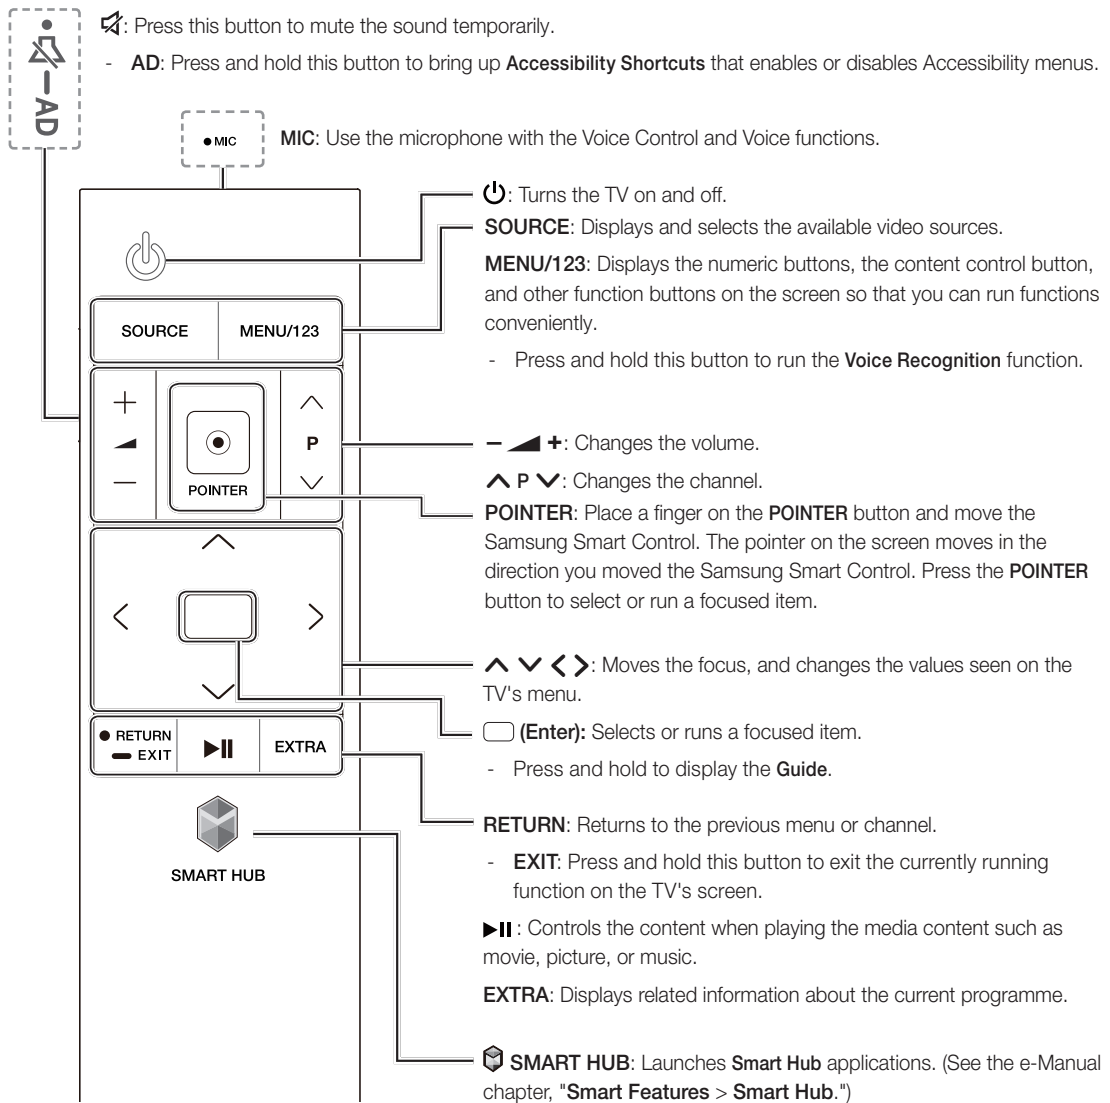 : Press this button to mute the sound temporarily.
- AD: Press and hold this button to bring up Accessibility Shortcuts that enables or disables Accessibility menus.
AD
MIC
MIC: Use the microphone with the Voice Control and Voice functions.
: Turns the TV on and off.
SOURCE: Displays and selects the available video sources.
MENU/123: Displays the numeric buttons, the content control button,
and other function buttons on the screen so that you can run functions
conveniently.
- Press and hold this button to run the Voice Recognition function.
SOURCE
MENU/123
+
P
—
POINTER
− +: Changes the volume.
∧ P ∨: Changes the channel.
POINTER: Place a finger on the POINTER button and move the
Samsung Smart Control. The pointer on the screen moves in the
direction you moved the Samsung Smart Control. Press the POINTER
button to select or run a focused item.
∧ ∨ < >: Moves the focus, and changes the values seen on the
TV's menu.
(Enter): Selects or runs a focused item.
- Press and hold to display the Guide.
RETURN
EXIT
EXTRA
SMART HUB
RETURN: Returns to the previous menu or channel.
- EXIT: Press and hold this button to exit the currently running
function on the TV's screen.
: Controls the content when playing the media content such as
movie, picture, or music.
EXTRA: Displays related information about the current programme.
SMART HUB: Launches Smart Hub applications. (See the e-Manual
chapter, "Smart Features > Smart Hub.")